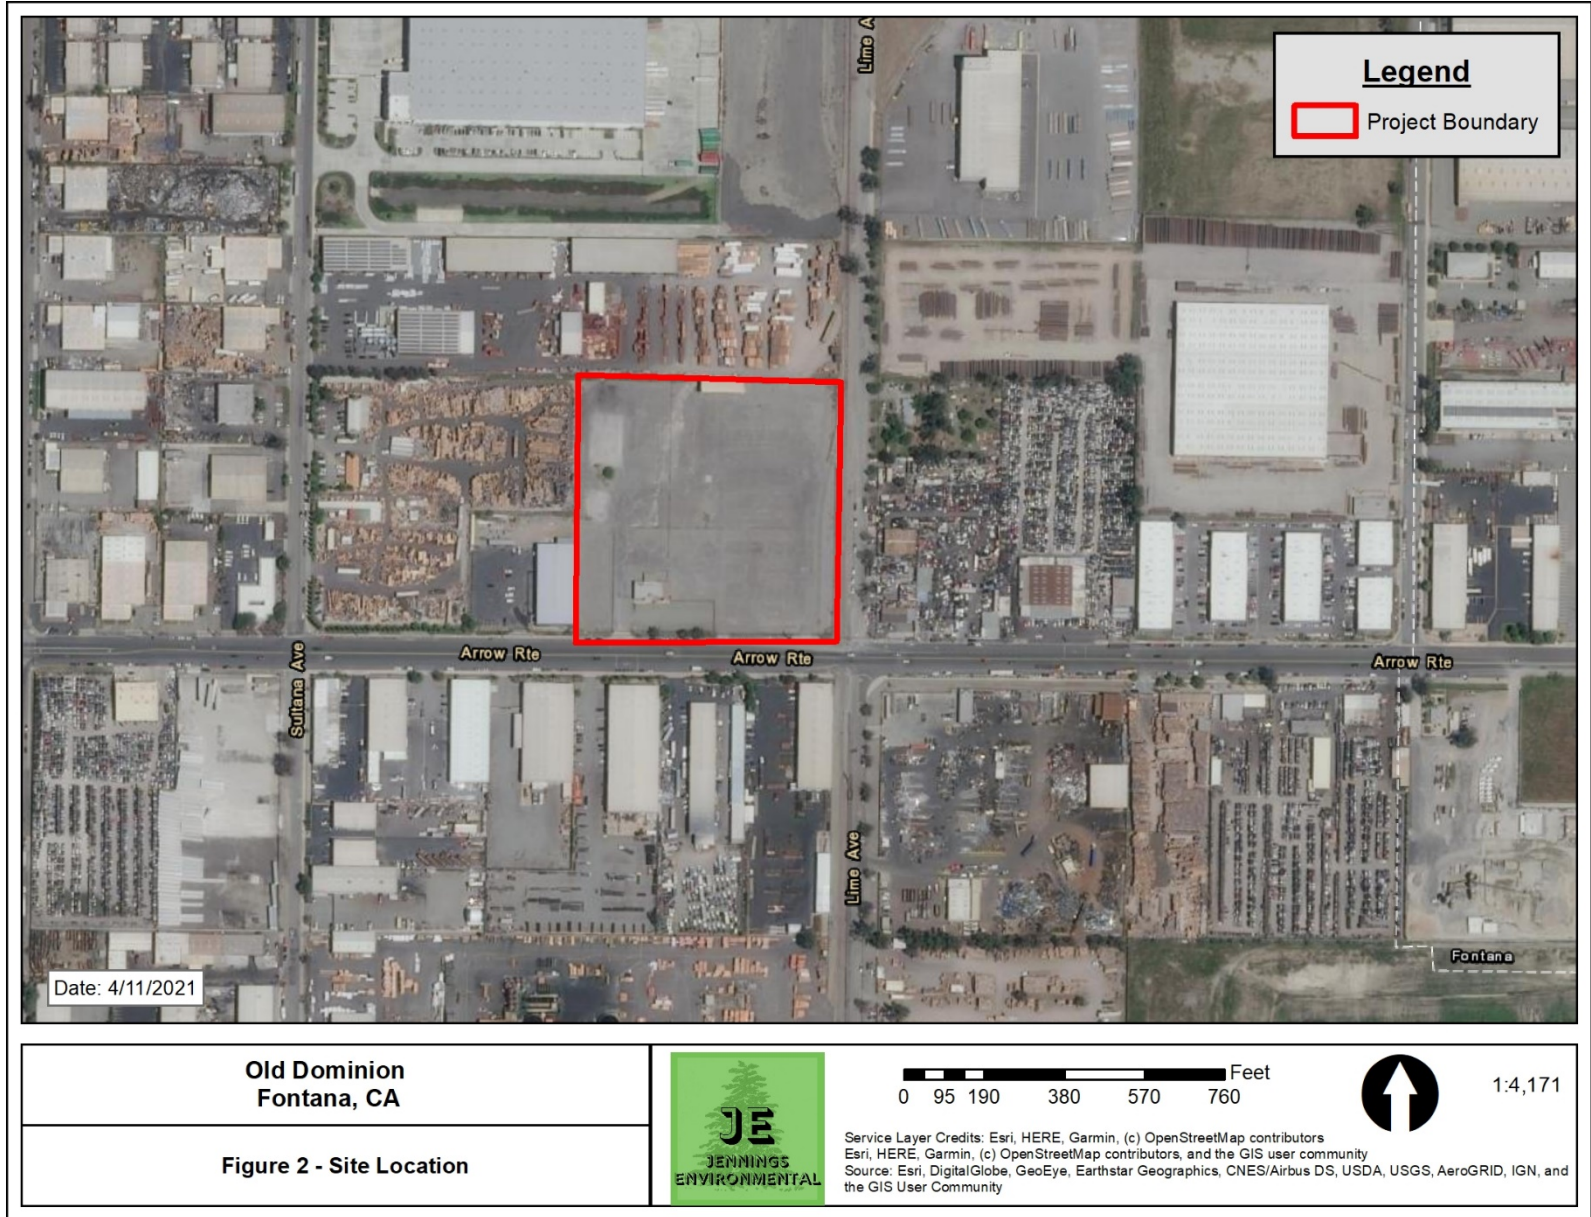 Lime A
Legend
Project Boundary
Sultana Ave
Arrow Rte
Arrow Rte
Arrow Rte
Lime Ave
Fontana
Date: 4/11/2021
Old Dominion
Fontana, CA
Figure 2 - Site Location
JE
JENNINGS
ENVIRONMENTAL
Feet
0 95 190 380 570 760
1:4,171
Service Layer Credits: Esri, HERE, Garmin, (c) OpenStreetMap contributors
Esri, HERE, Garmin, (c) OpenStreetMap contributors, and the GIS user community
Source: Esri, DigitalGlobe, GeoEye, Earthstar Geographics, CNES/Airbus DS, USDA, USGS, AeroGRID, IGN, and
the GIS User Community